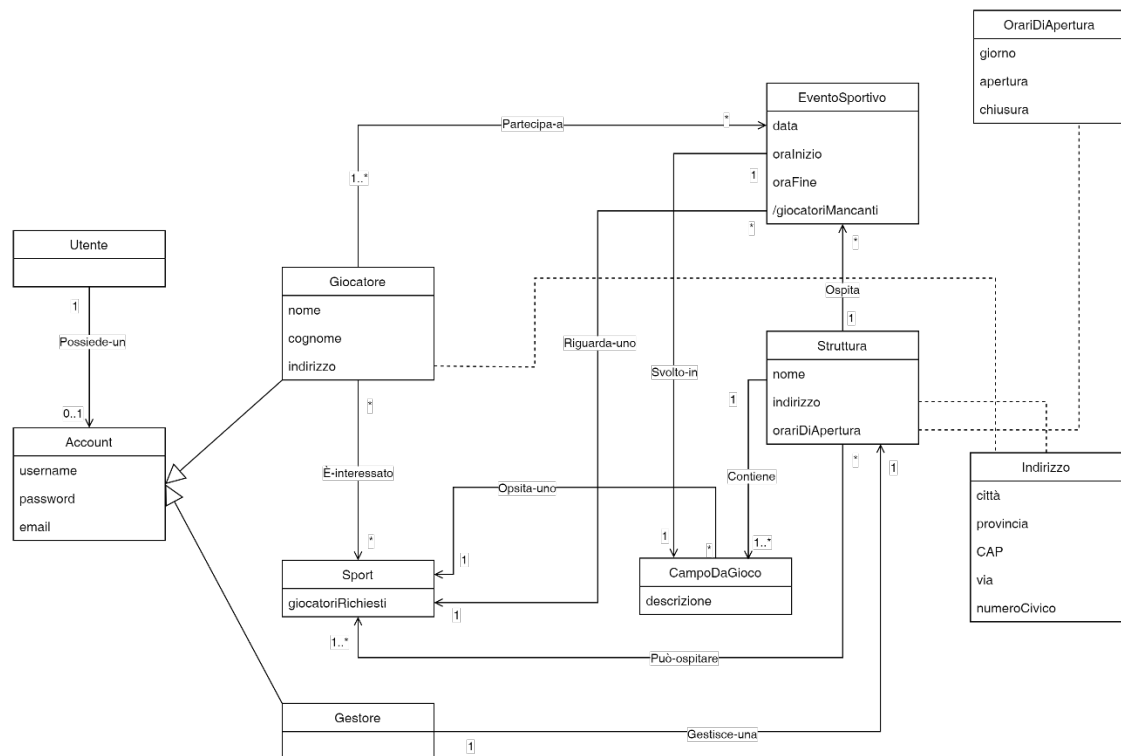 OrariDiApertura
giorno
apertura
chiusura
EventoSportivo
data
oraInizio
oraFine
/giocatoriMancanti
Partecipa-a
*
1..*
1
*
*
Utente
1
Possiede-un
0..1
Giocatore
nome
cognome
indirizzo
*
Riguarda-uno
Svolto-in
Ospita
1
Struttura
nome
indirizzo
orariDiApertura
1
*
1
Account
username
password
email
È-interessato
*
Opsita-uno
1
Contiene
1
*
1..*
Indirizzo
città
provincia
CAP
via
numeroCivico
Sport
giocatoriRichiesti
1
1..*
CampoDaGioco
descrizione
Può-ospitare
Gestore
1
Gestisce-una